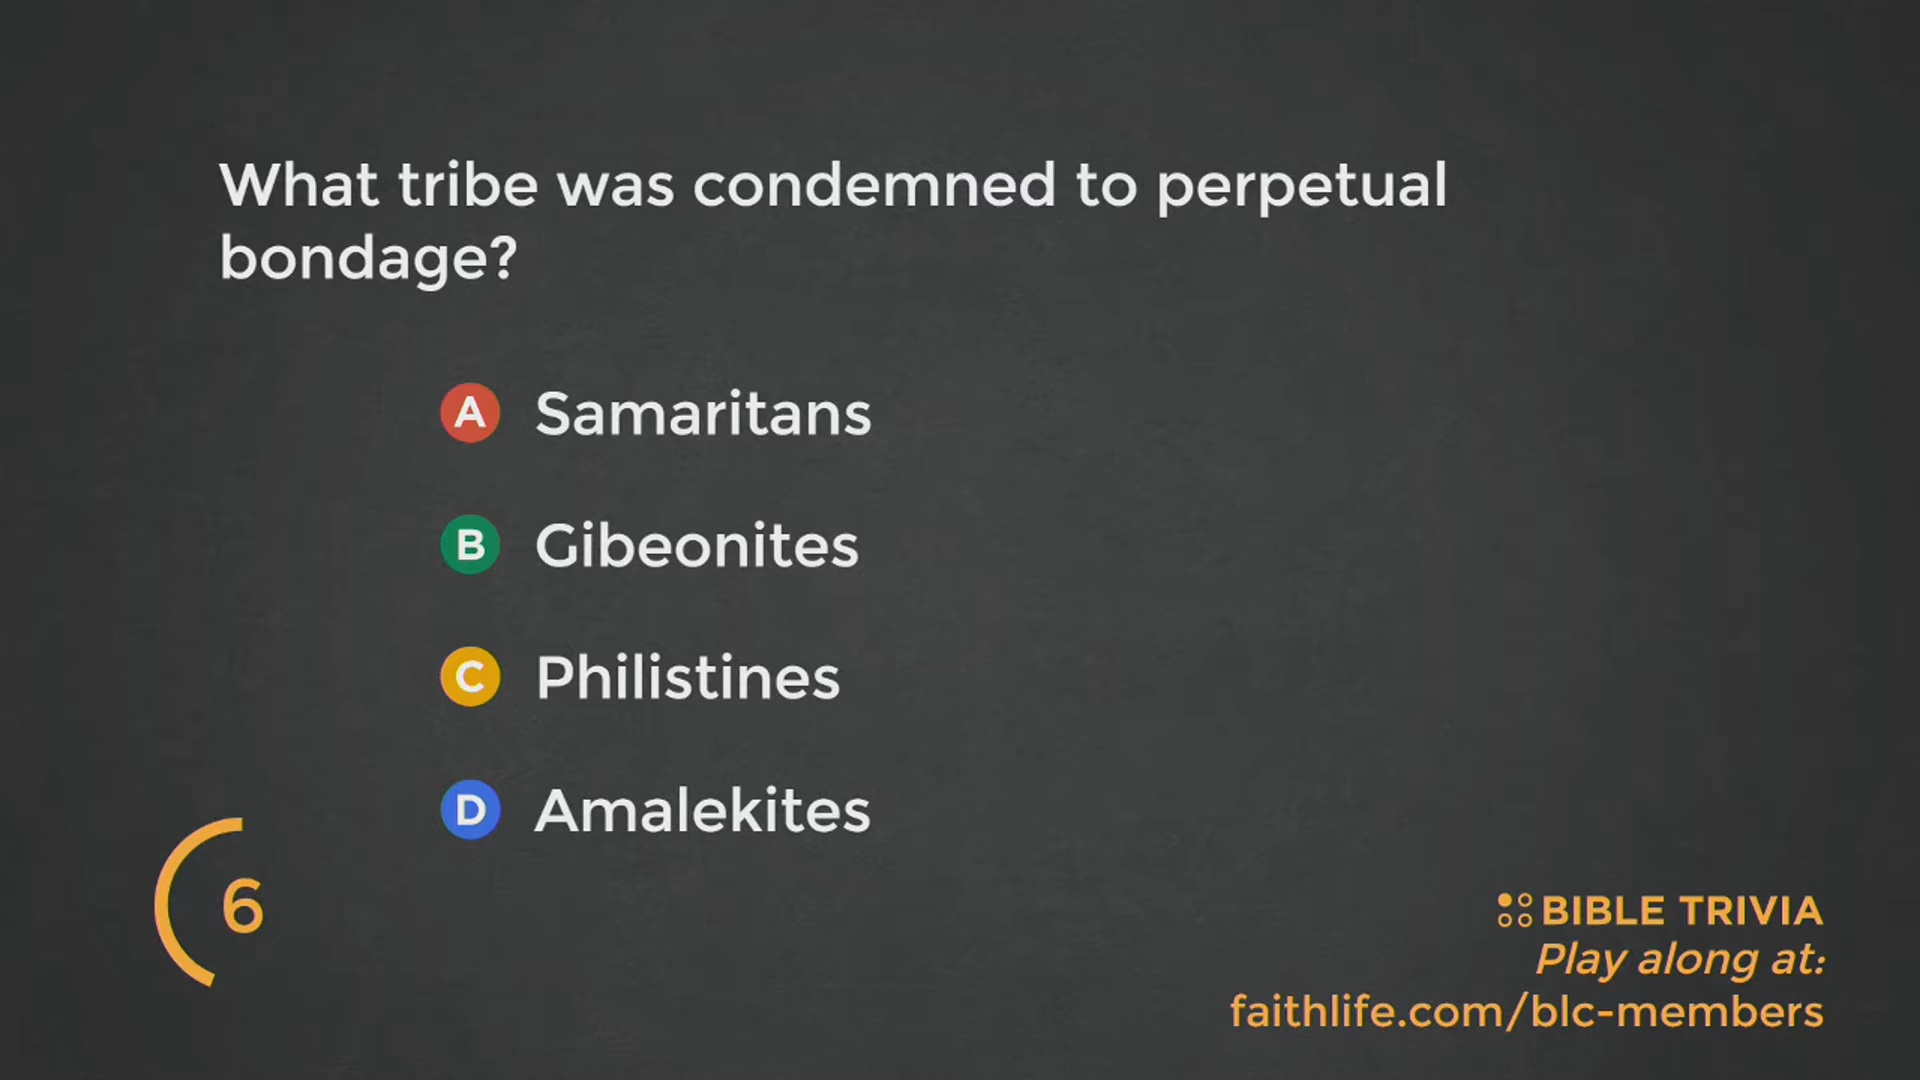 What tribe was condemned to perpetual
bondage?
A Samaritans
B Gibeonites
C Philistines
D Amalekites
6
BIBLE TRIVIA
Play along at:
faithlife.com/blc-members